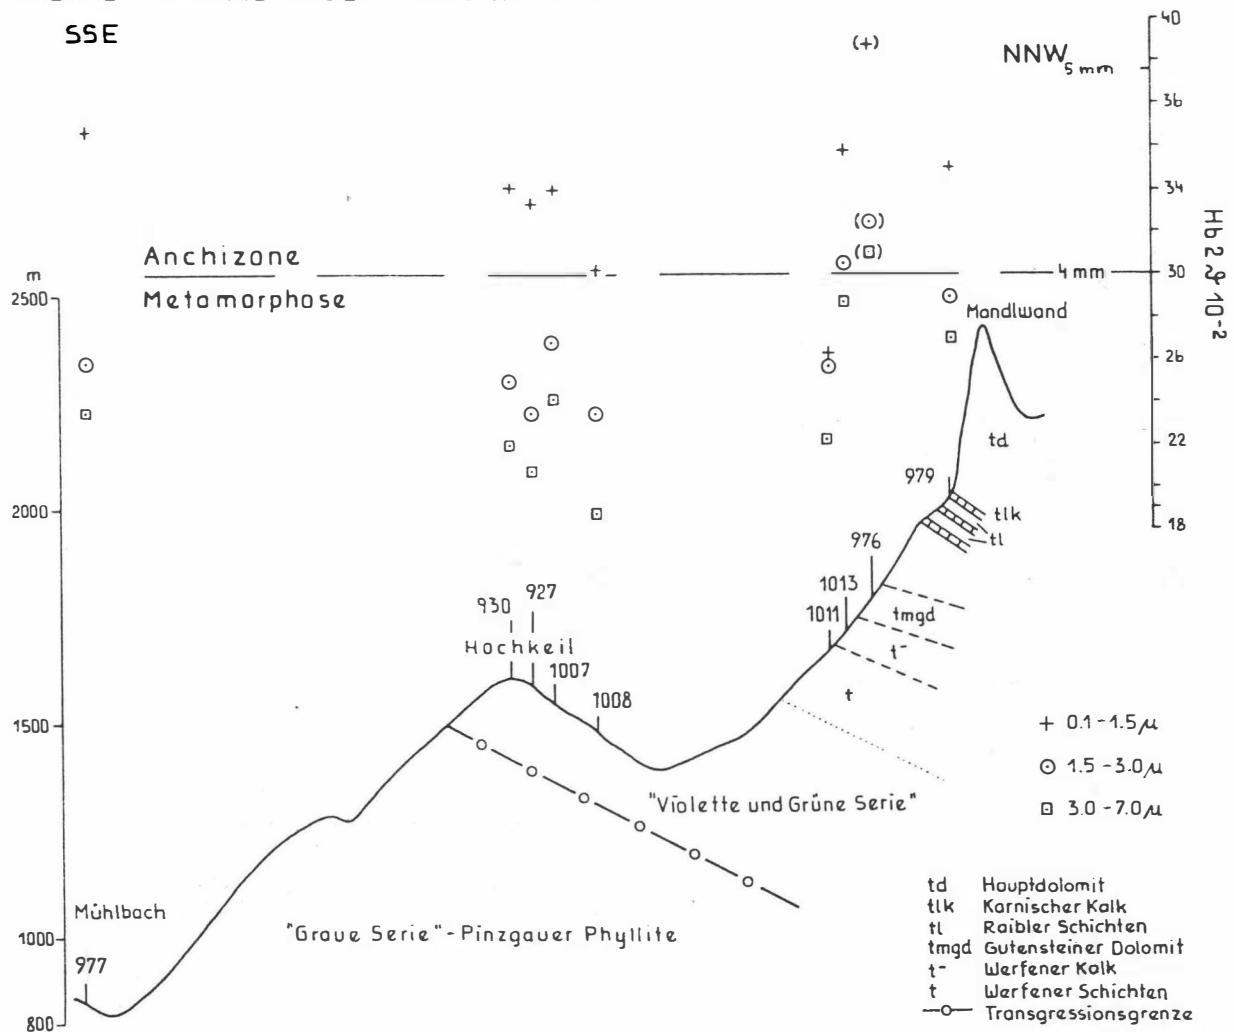 SSE
NNW
5 mm
40
36
34
30
26
22
18
Hb 2 ϑ 10⁻²
Anchizone
Metamorphose
4 mm
m
2500
2000
1500
1000
800
Mandlwand
td
979
tlk
tl
976
1013
1011
tmgd
t⁻
t
930
927
Hochkeil
1007
1008
"Violette und Grüne Serie"
"Graue Serie" - Pinzgauer Phyllite
Mühlbach
977
+ 0.1 - 1.5 µ
⊙ 1.5 - 3.0 µ
⊡ 3.0 - 7.0 µ
td Hauptdolomit
tlk Karnischer Kalk
tl Raibler Schichten
tmgd Gutensteiner Dolomit
t⁻ Werfener Kalk
t Werfener Schichten
Transgressionsgrenze